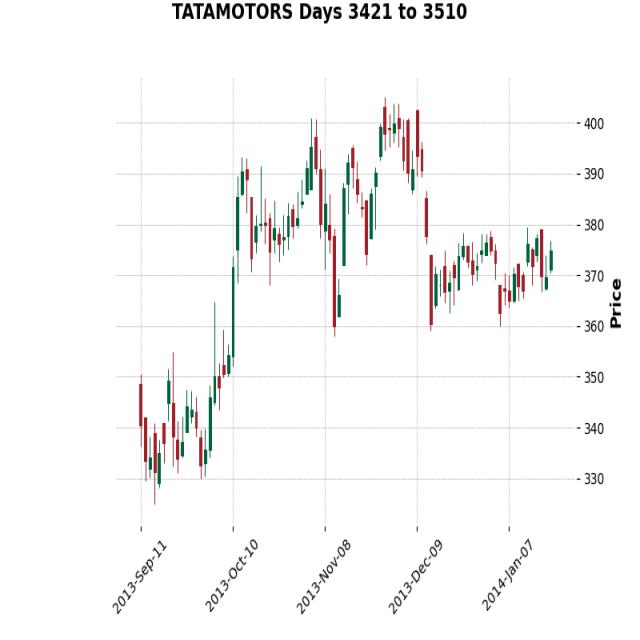 TATAMOTORS Days 3421 to 3510
400
390
380
370
360
350
340
330
Price
2013-Sep-11
2013-Oct-10
2013-Nov-08
2013-Dec-09
2014-Jan-07